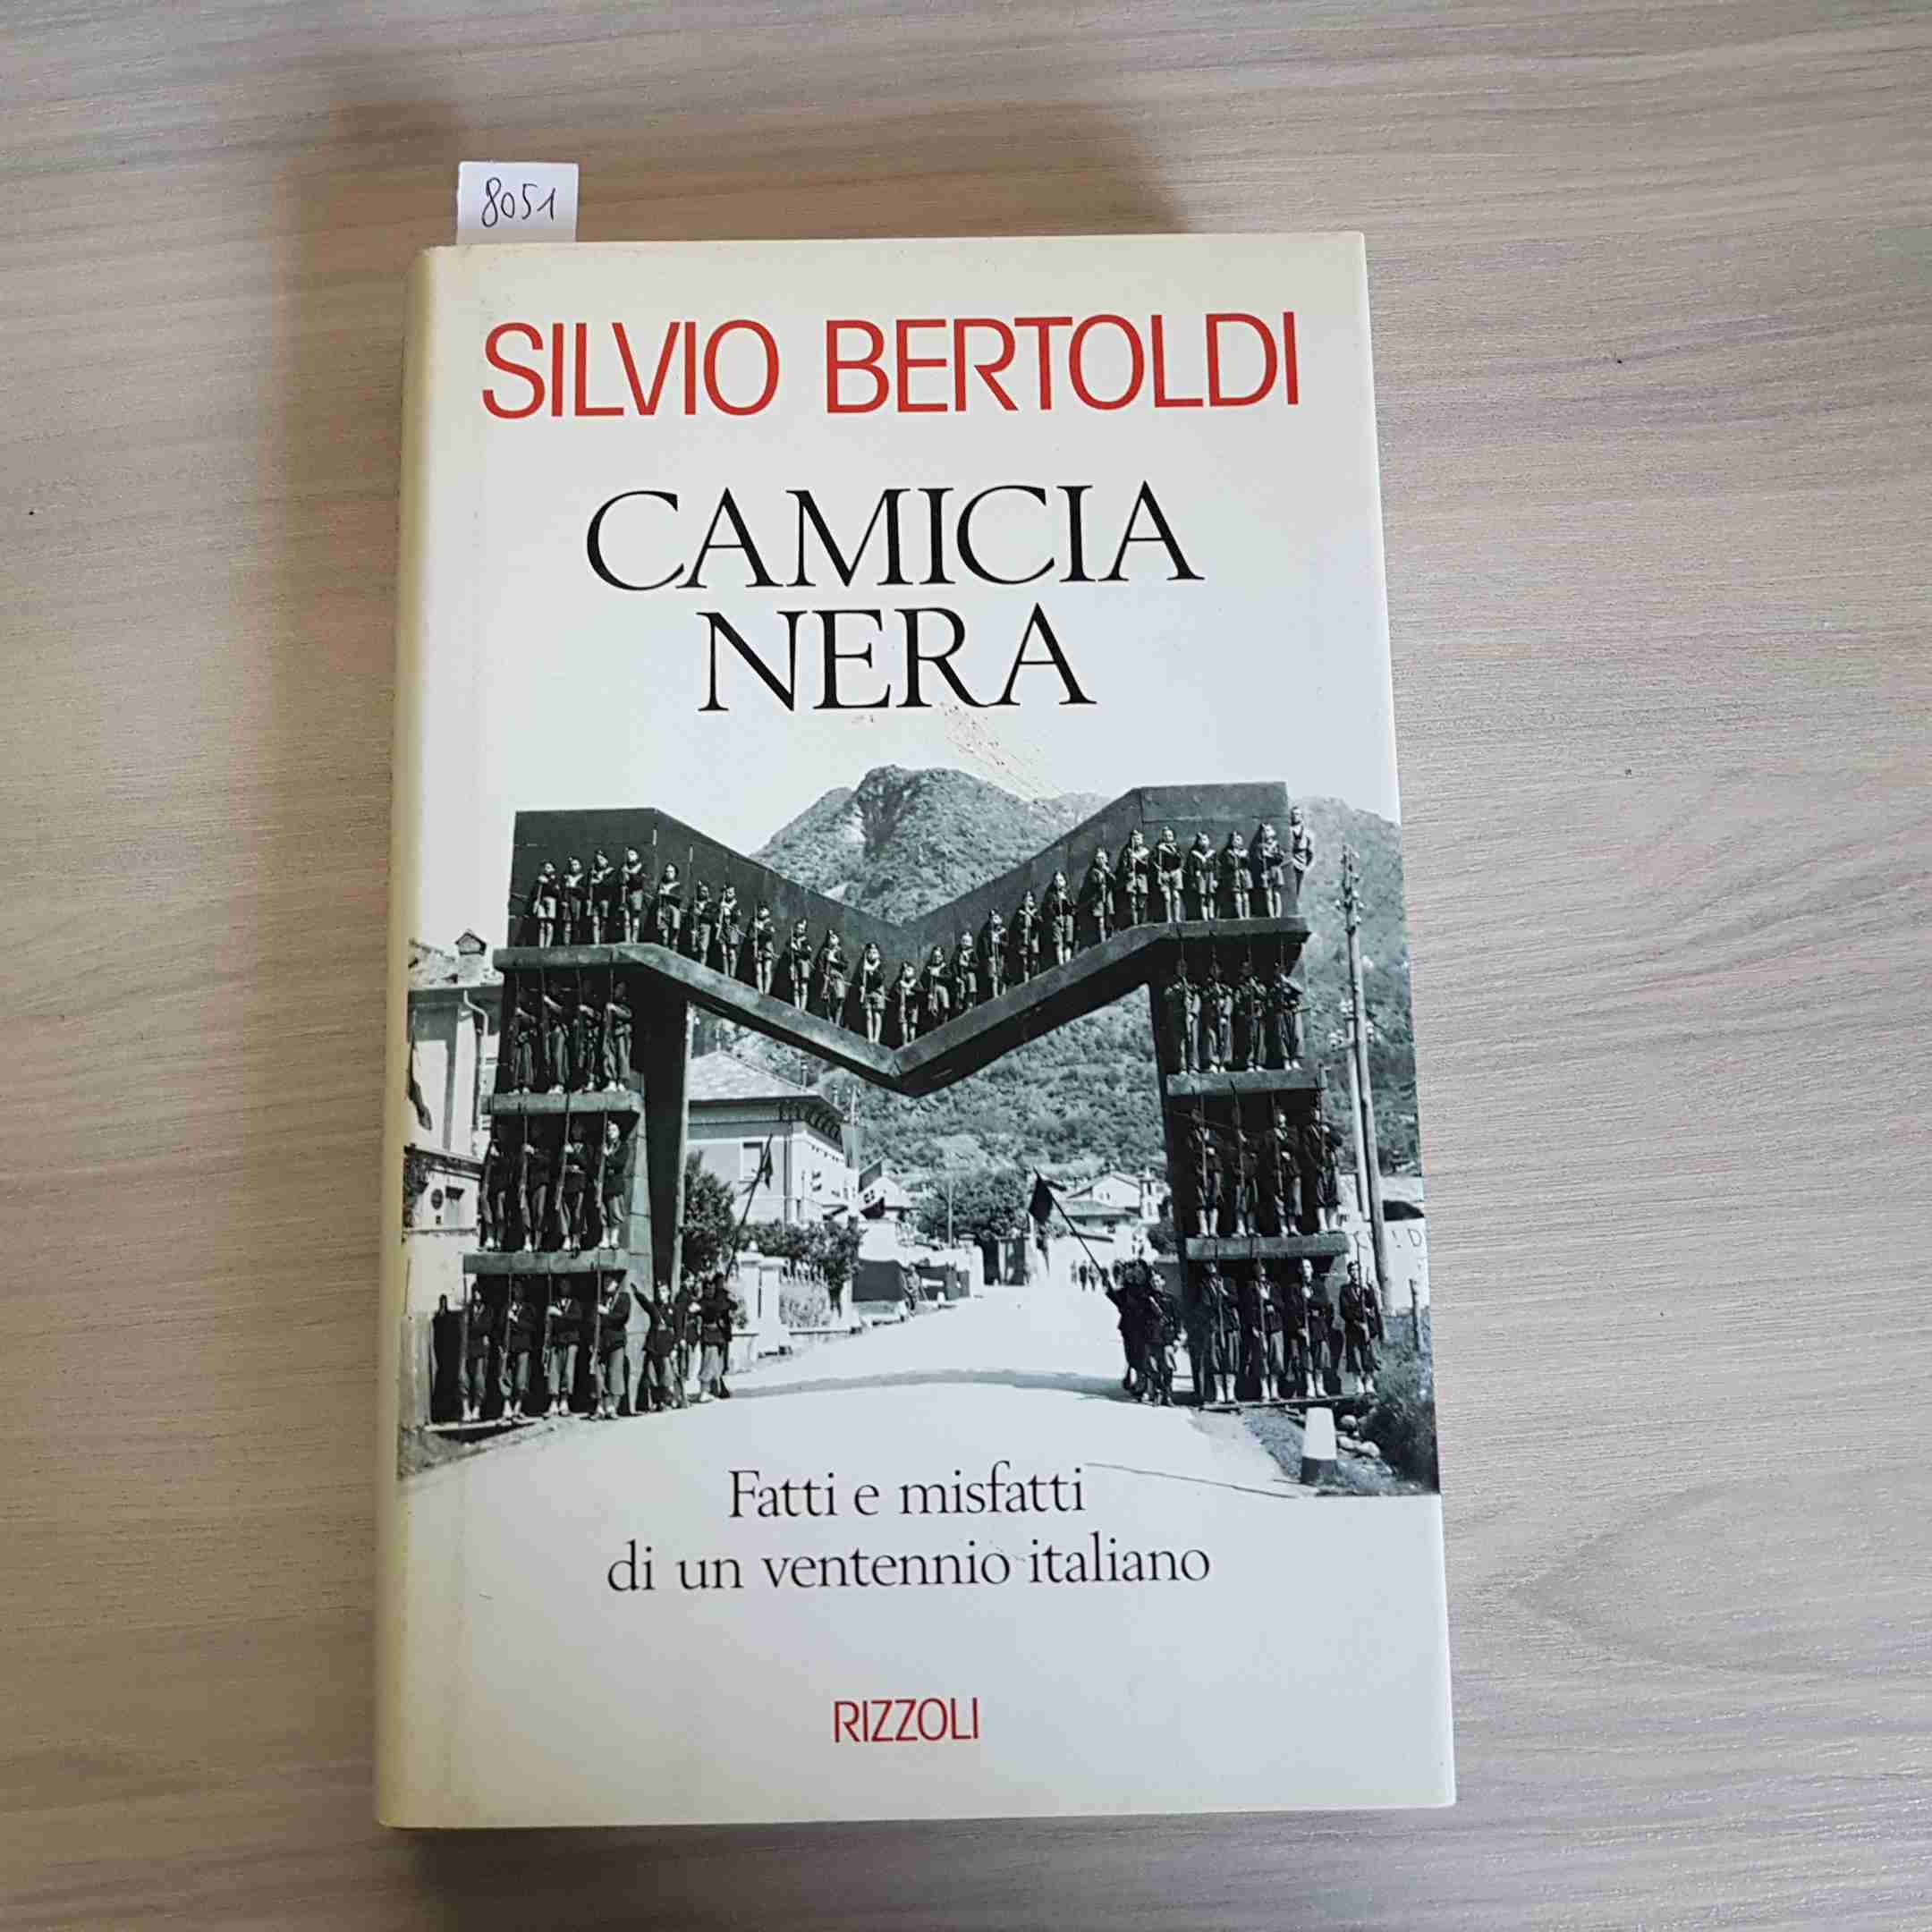 8051
SILVIO BERTOLDI
CAMICIA
NERA
Fatti e misfatti
di un ventennio italiano
RIZZOLI